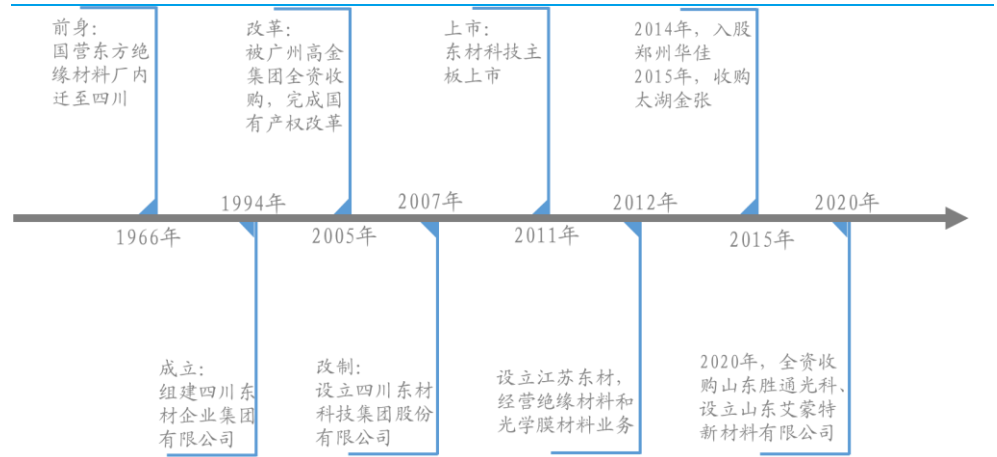 前身：
国营东方绝
缘材料厂内
迁至四川
改革：
被广州高金
集团全资收
购，完成国
有产权改革
上市：
东材科技主
板上市
2014年，入股
郑州华佳
2015年，收购
太湖金张
1994年
2007年
2012年
2020年
1966年
2005年
2011年
2015年
成立：
组建四川东
材企业集团
有限公司
改制：
设立四川东材
科技集团股份
有限公司
设立江苏东材，
经营绝缘材料和
光学膜材料业务
2020年，全资收
购山东胜通光科、
设立山东艾蒙特
新材料有限公司